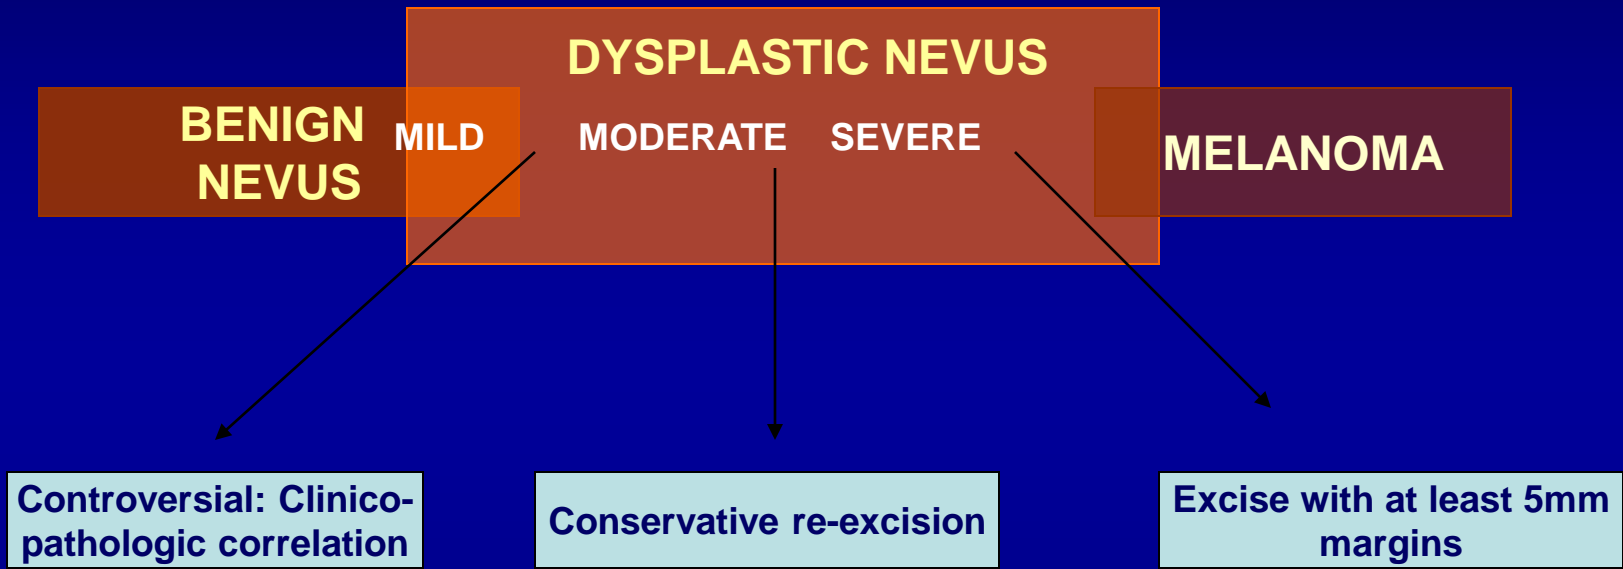 DYSPLASTIC NEVUS
BENIGN
NEVUS
MILD
MODERATE
SEVERE
MELANOMA
Controversial: Clinico-
pathologic correlation
Conservative re-excision
Excise with at least 5mm
margins